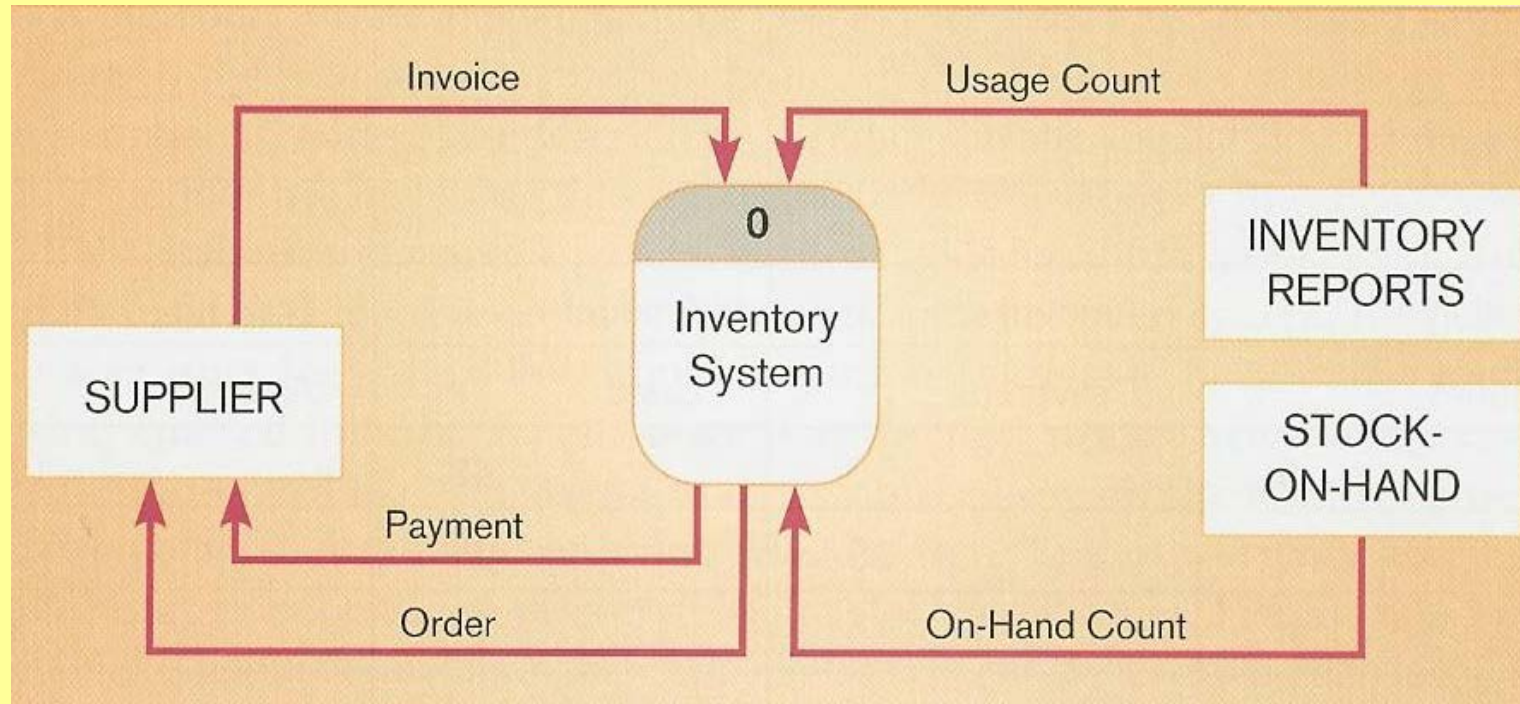 Invoice
Usage Count
0
Inventory
System
INVENTORY
REPORTS
SUPPLIER
STOCK-
ON-HAND
Payment
Order
On-Hand Count